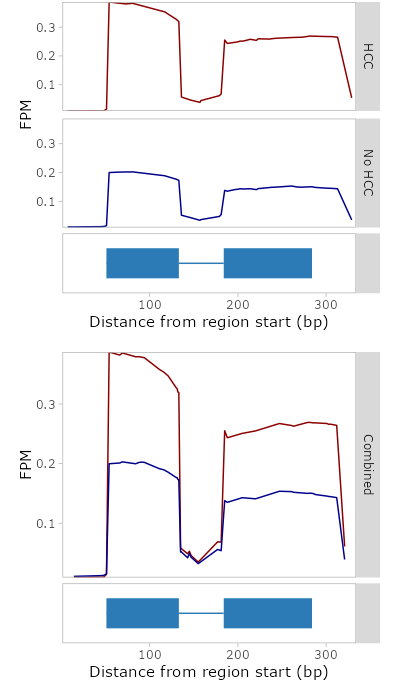 0.3
0.2
0.1
HCC
FPM
0.3
0.2
0.1
No HCC
100 200 300
Distance from region start (bp)
0.3
0.2
0.1
FPM
Combined
100 200 300
Distance from region start (bp)